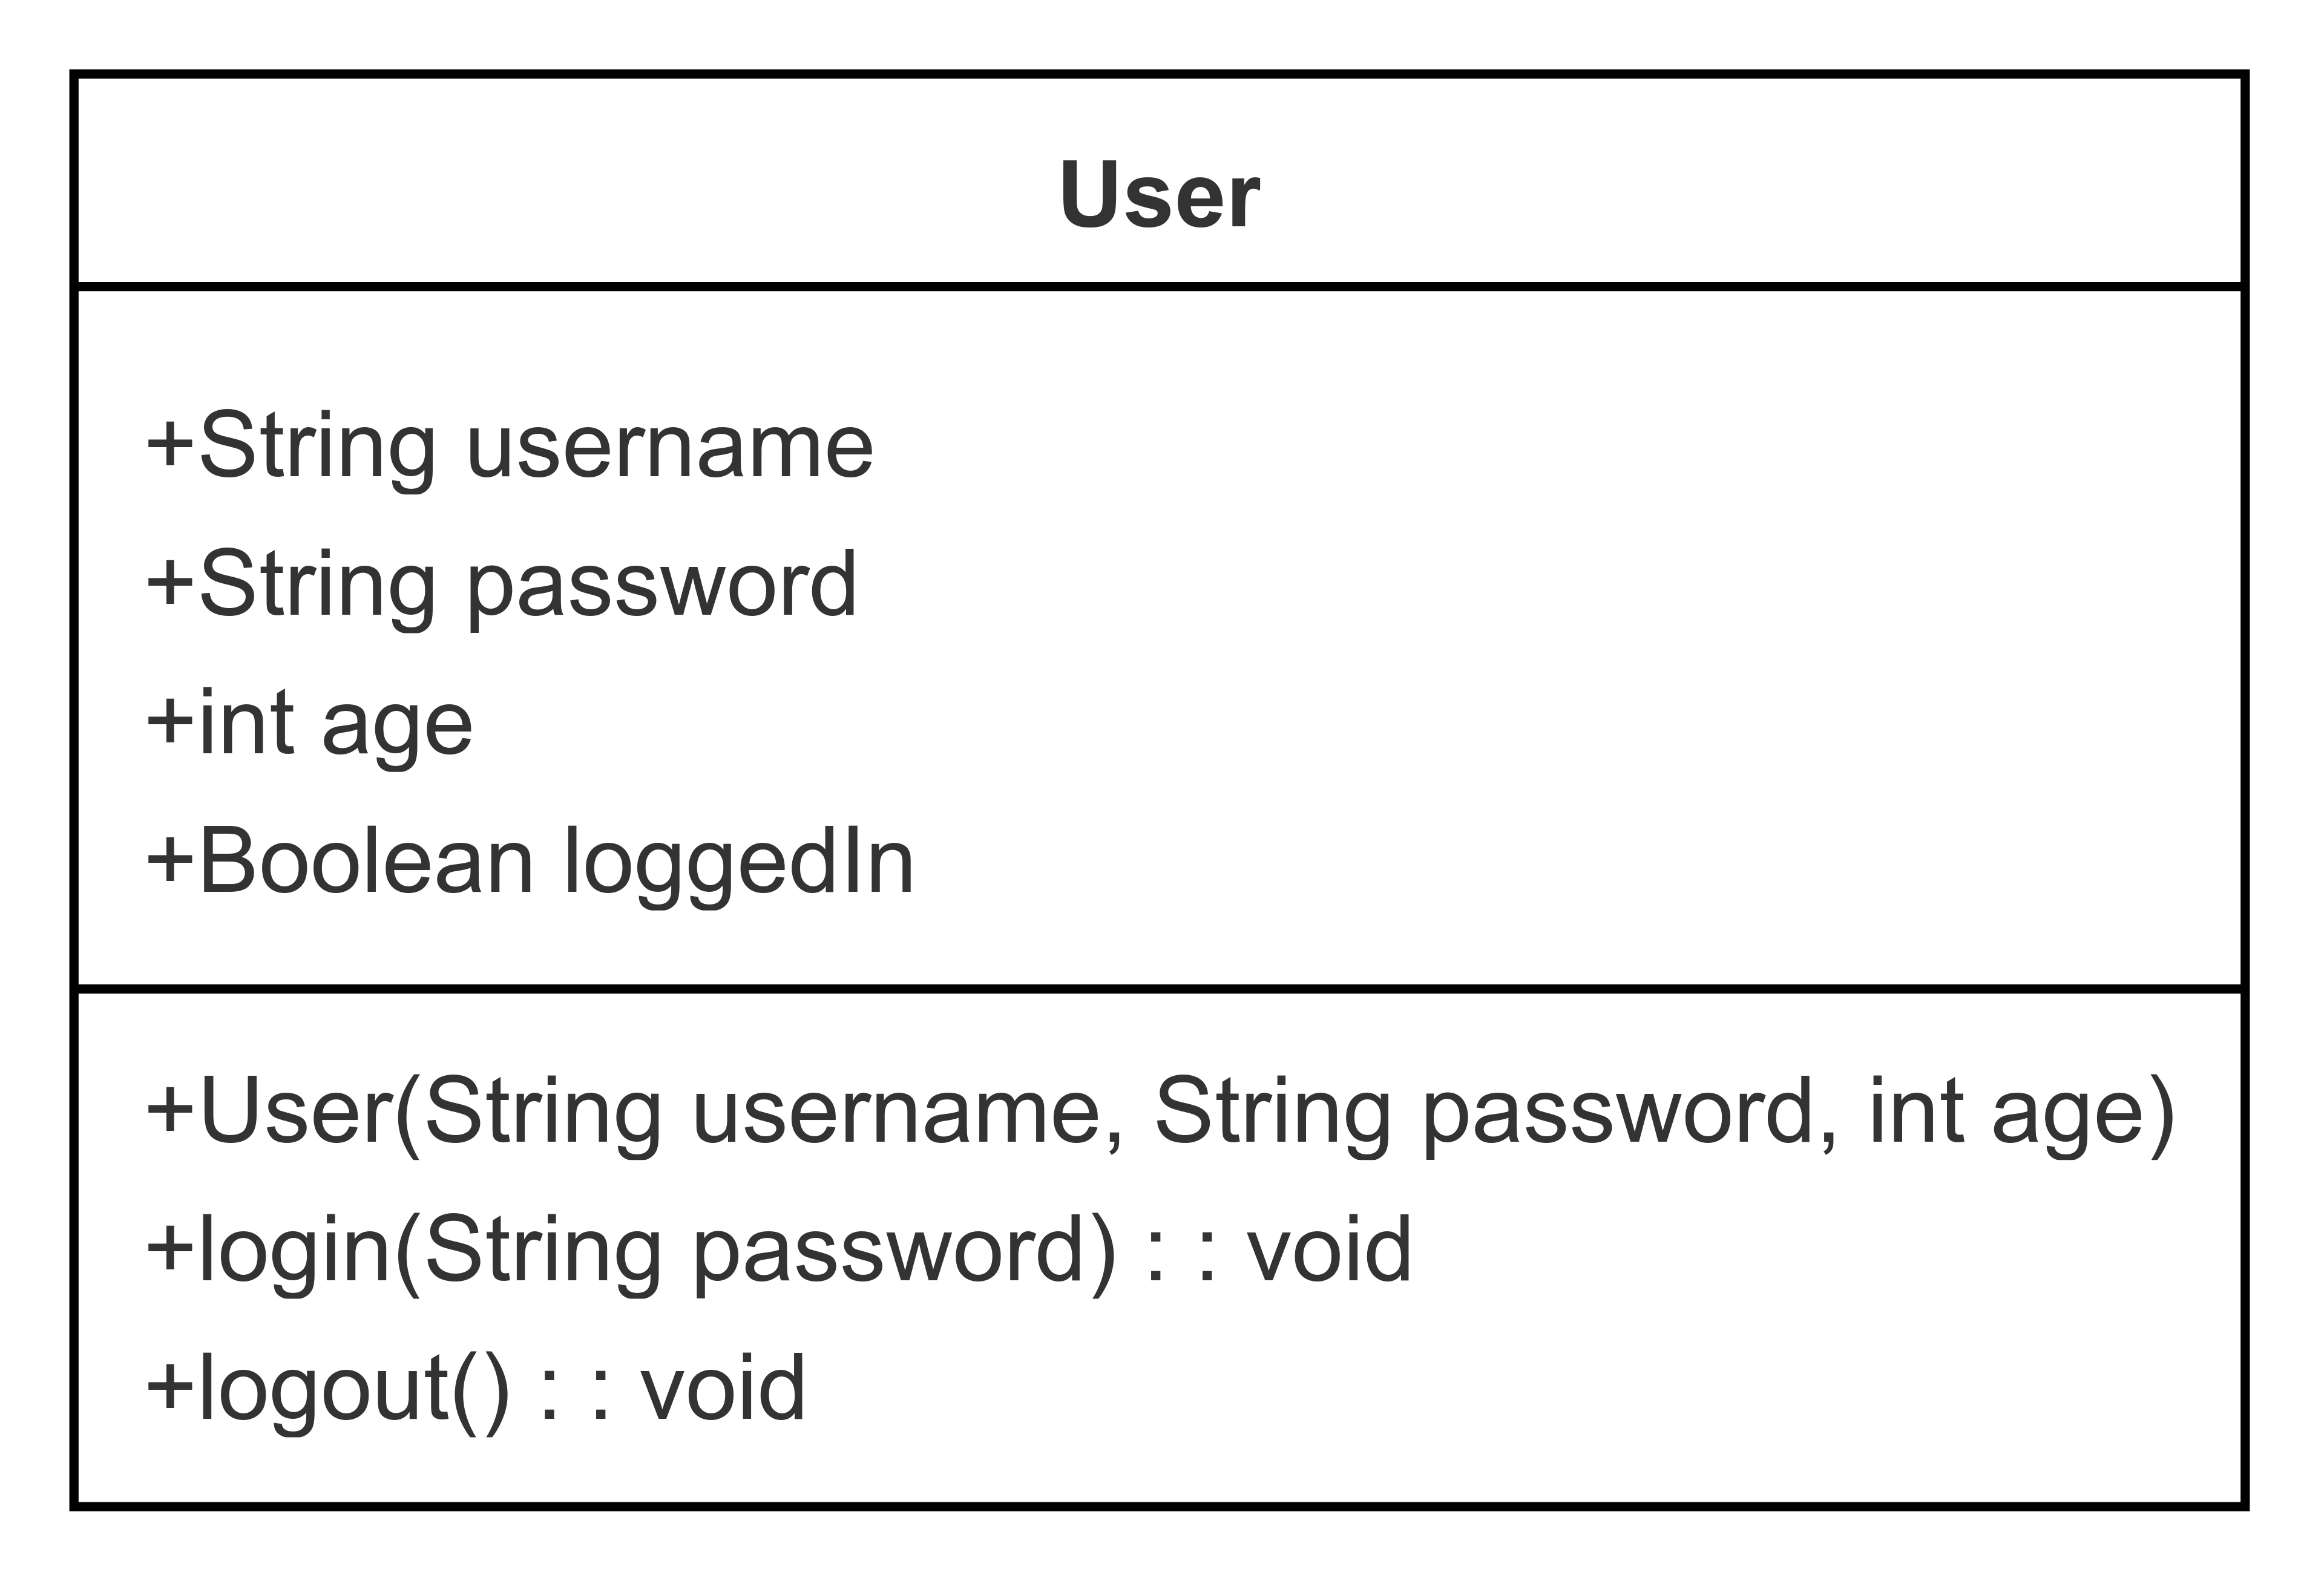 User
+String username
+String password
+int age
+Boolean loggedIn
+User(String username, String password, int age)
+login(String password) : : void
+logout() : : void